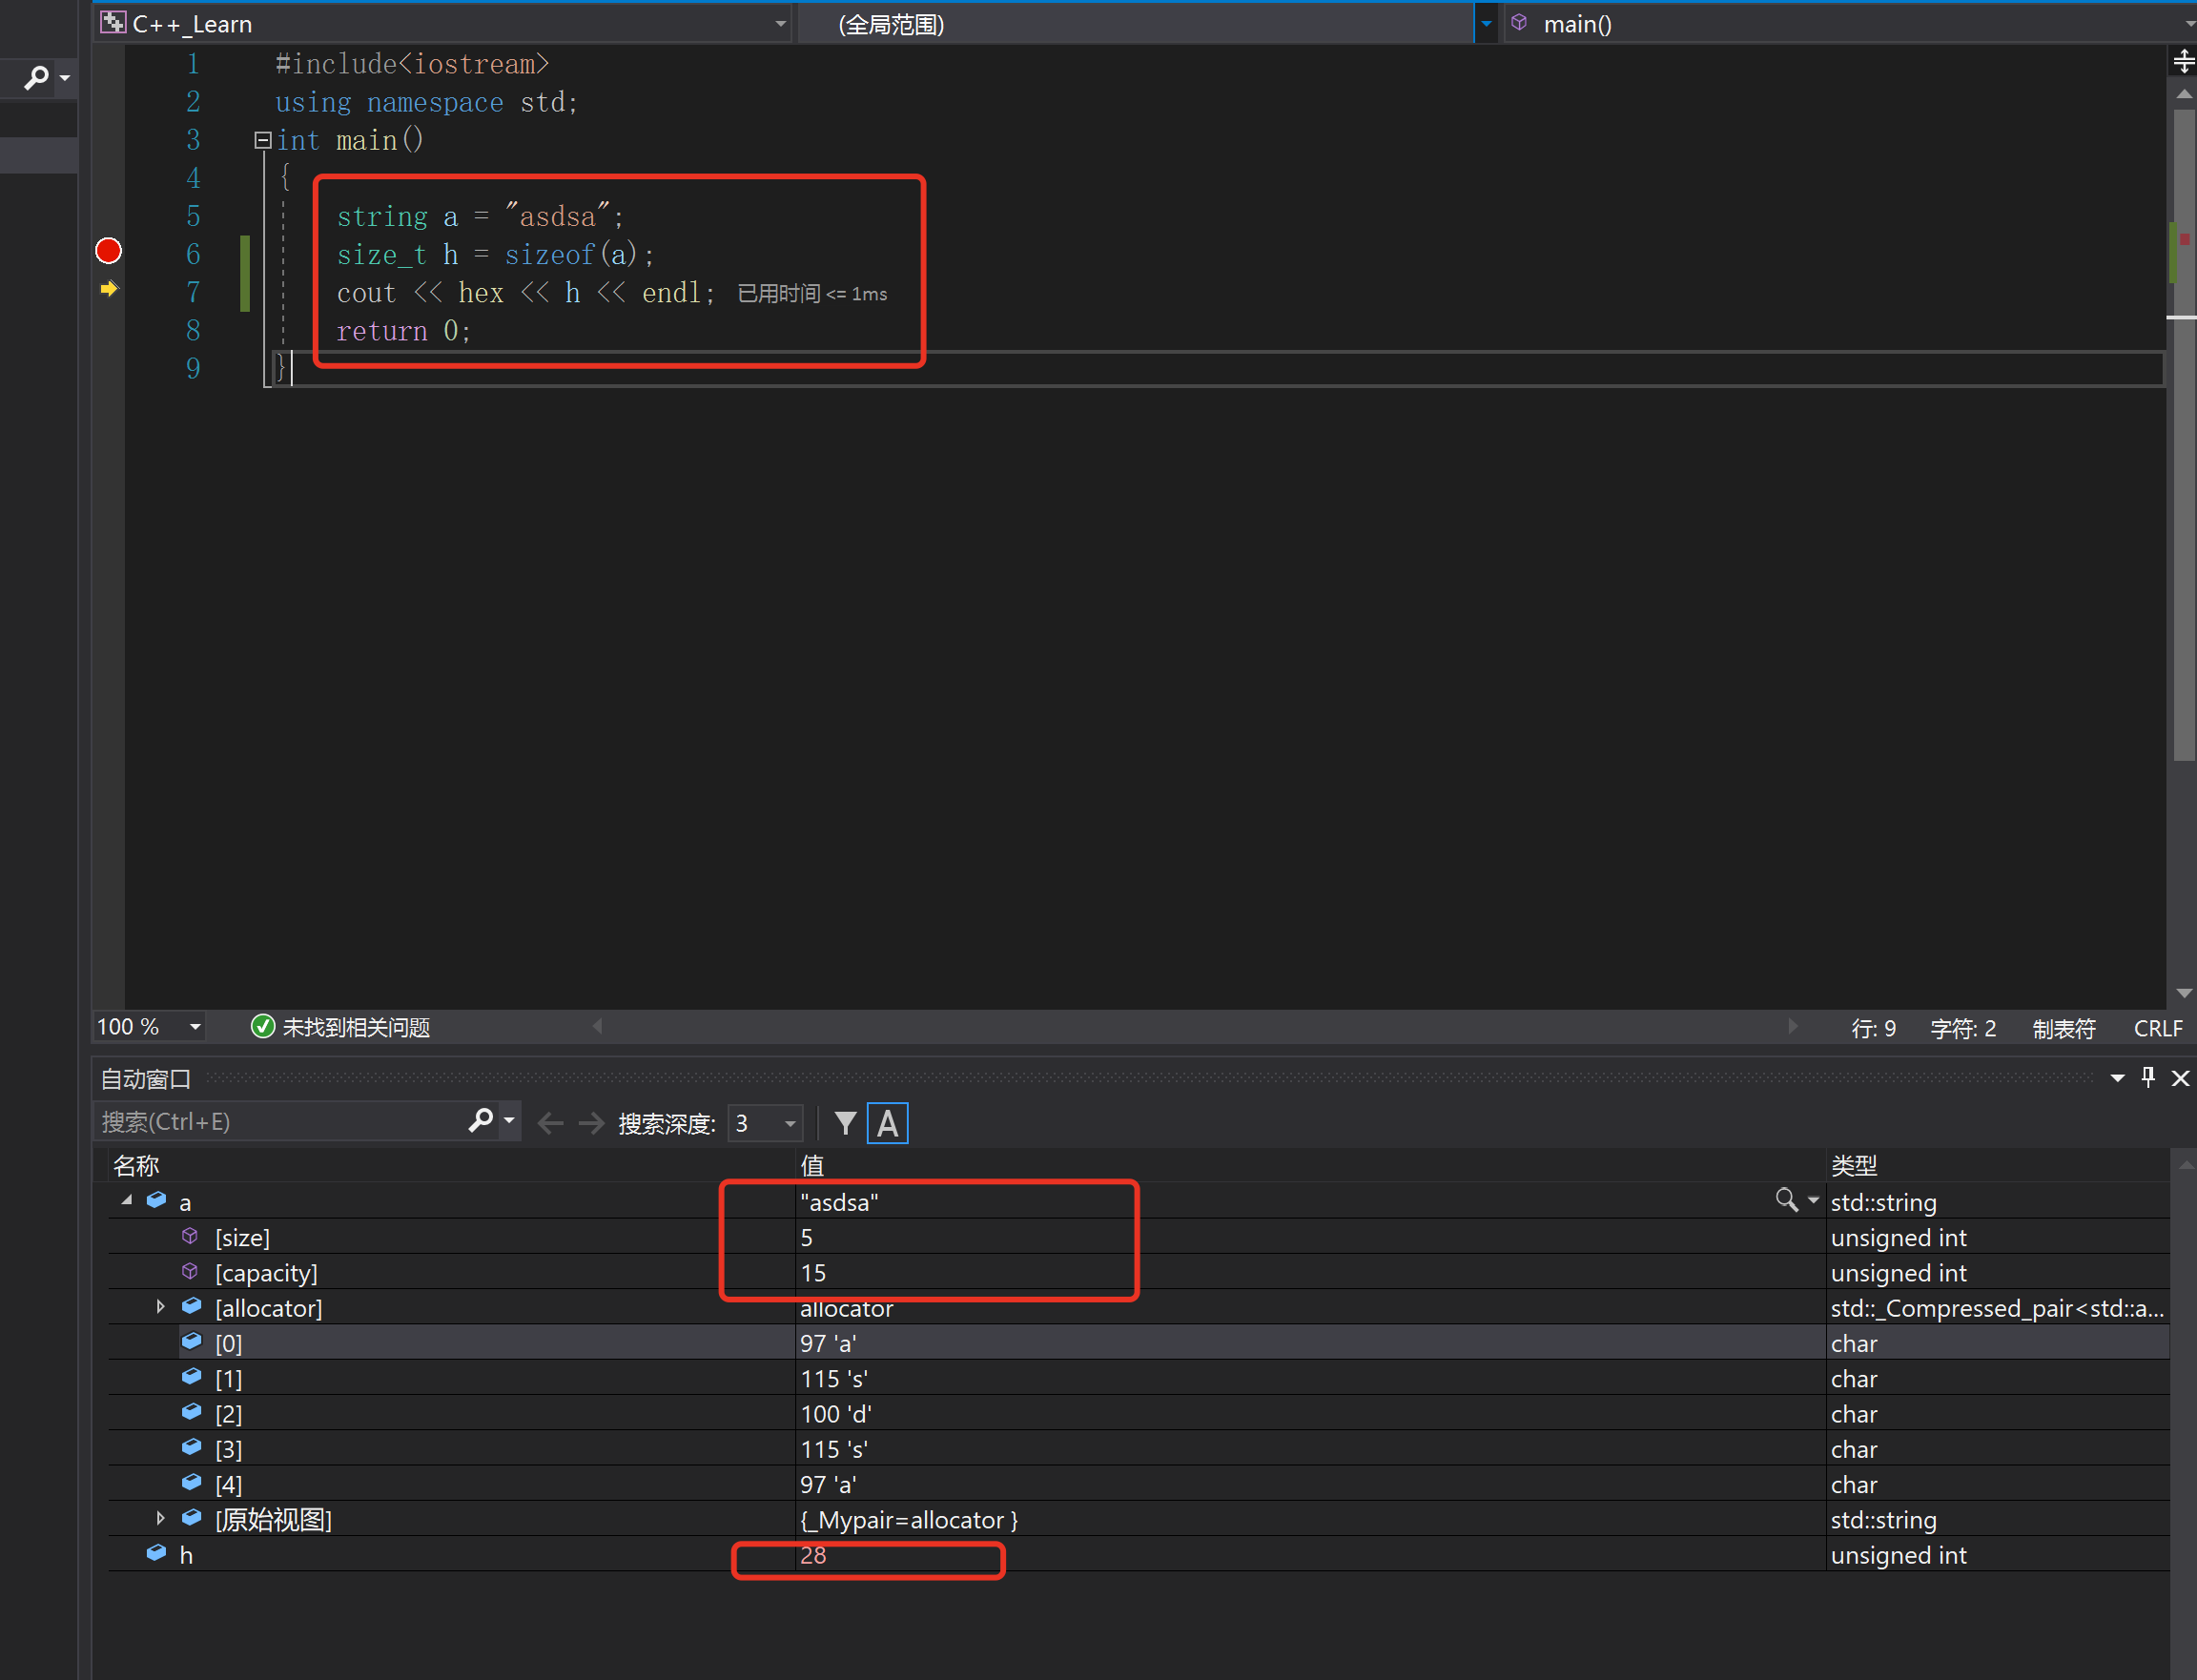 C++_Learn (全局范围) main()
1 #include<iostream>
2 using namespace std;
3 int main()
4 {
5 string a = "asdsa";
6 size_t h = sizeof(a);
7 cout << hex << h << endl; 已用时间 <= 1ms
8 return 0;
9 }
100 % 未找到相关问题 行: 9 字符: 2 制表符 CRLF
自动窗口
搜索(Ctrl+E) 搜索深度: 3 A
名称 值 类型
a "asdsa" std::string
[size] 5 unsigned int
[capacity] 15 unsigned int
[allocator] allocator std::_Compressed_pair<std::a...
[0] 97 'a' char
[1] 115 's' char
[2] 100 'd' char
[3] 115 's' char
[4] 97 'a' char
[原始视图] {_Mypair=allocator } std::string
h 28 unsigned int